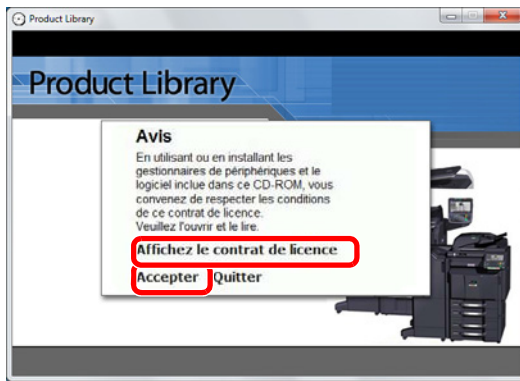 Product Library
Product Library
Avis
En utilisant ou en installant les
gestionnaires de périphériques et le
logiciel inclue dans ce CD-ROM, vous
convenez de respecter les conditions
de ce contrat de licence.
Veuillez l'ouvrir et le lire.
Affichez le contrat de licence
Accepter Quitter